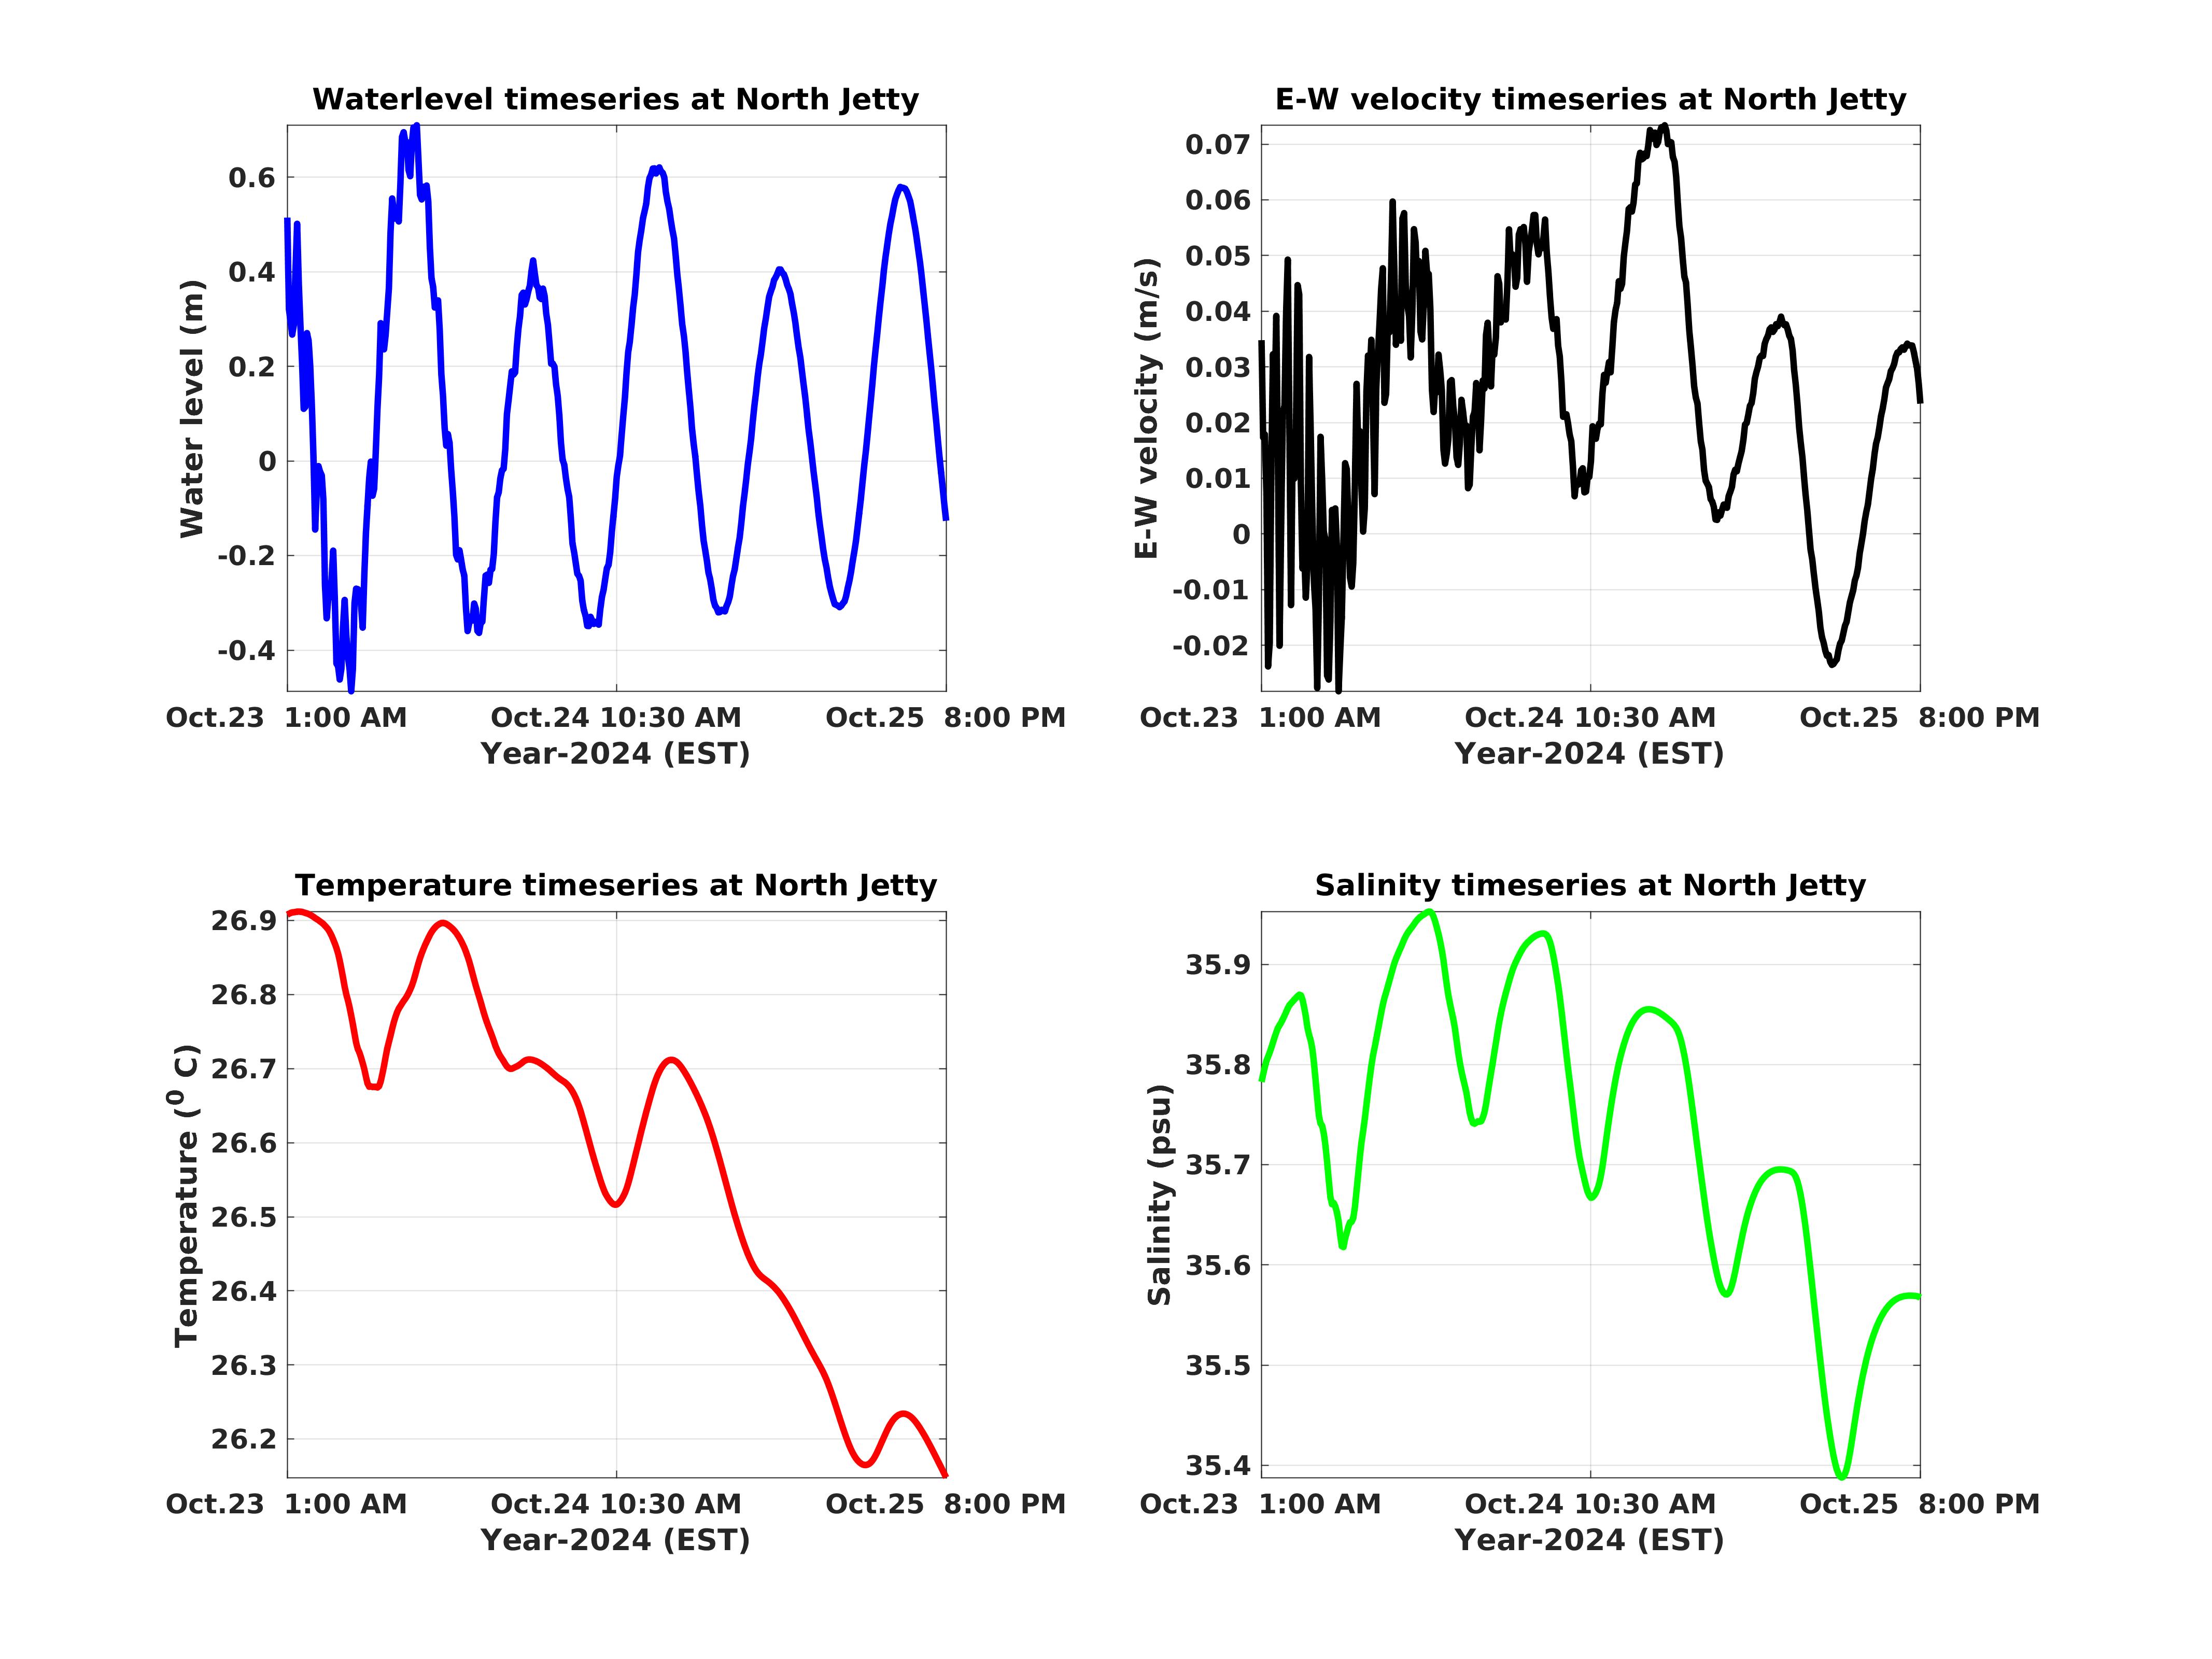 Waterlevel timeseries at North Jetty
Water level (m)
0.6
0.4
0.2
0
-0.2
-0.4
Oct.23 1:00 AM
Oct.24 10:30 AM
Oct.25 8:00 PM
Year-2024 (EST)
E-W velocity timeseries at North Jetty
E-W velocity (m/s)
0.07
0.06
0.05
0.04
0.03
0.02
0.01
0
-0.01
-0.02
Oct.23 1:00 AM
Oct.24 10:30 AM
Oct.25 8:00 PM
Year-2024 (EST)
Temperature timeseries at North Jetty
Temperature (⁰ C)
26.9
26.8
26.7
26.6
26.5
26.4
26.3
26.2
Oct.23 1:00 AM
Oct.24 10:30 AM
Oct.25 8:00 PM
Year-2024 (EST)
Salinity timeseries at North Jetty
Salinity (psu)
35.9
35.8
35.7
35.6
35.5
35.4
Oct.23 1:00 AM
Oct.24 10:30 AM
Oct.25 8:00 PM
Year-2024 (EST)